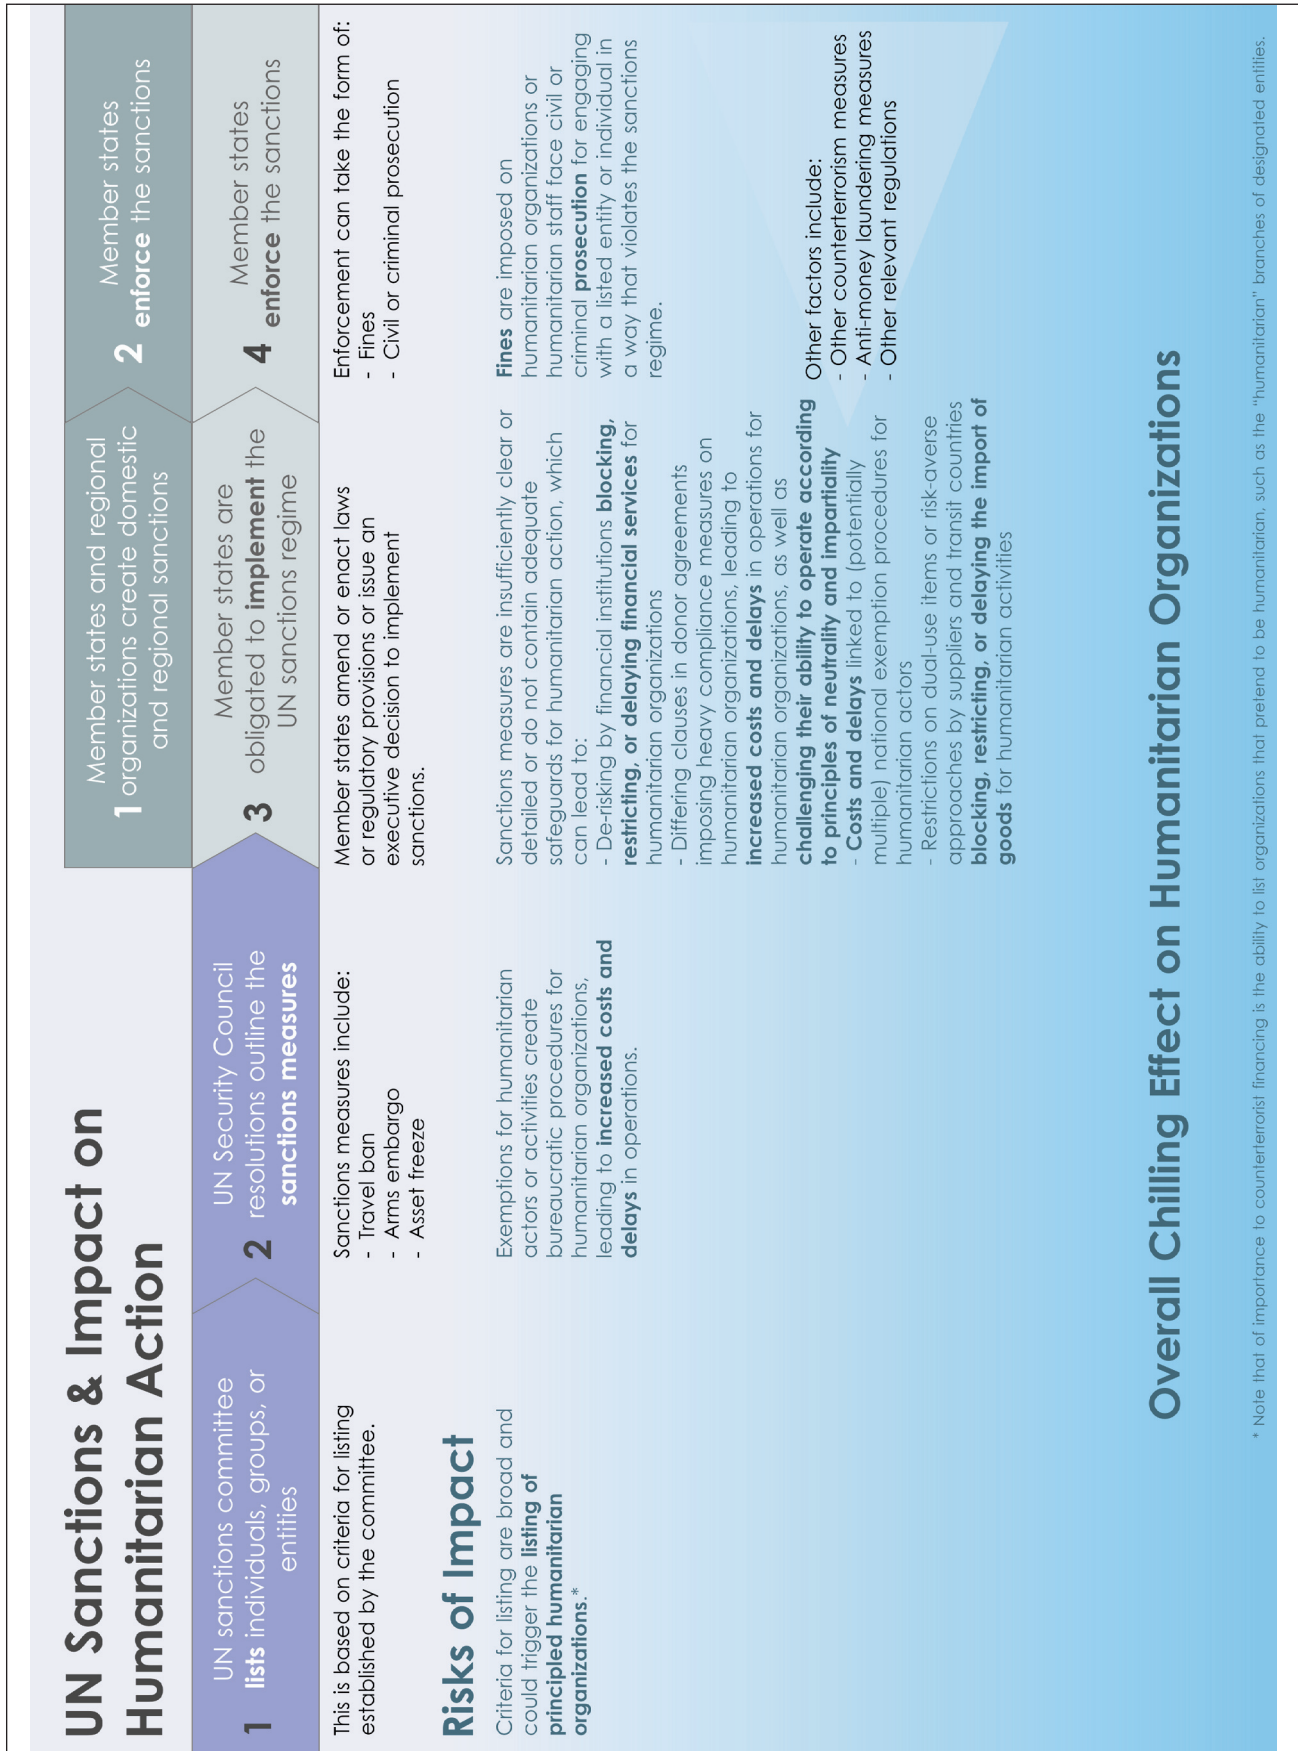 UN Sanctions & Impact on
Humanitarian Action
Member states and regional
1 organizations create domestic
and regional sanctions
Member states
2 enforce the sanctions
UN sanctions committee
1 lists individuals, groups, or
entities
UN Security Council
2 resolutions outline the
sanctions measures
Member states are
3 obligated to implement the
UN sanctions regime
Member states
4 enforce the sanctions
This is based on criteria for listing
established by the committee.
Sanctions measures include:
- Travel ban
- Arms embargo
- Asset freeze
Member states amend or enact laws
or regulatory provisions or issue an
executive decision to implement
sanctions.
Enforcement can take the form of:
- Fines
- Civil or criminal prosecution
Risks of Impact
Criteria for listing are broad and
could trigger the listing of
principled humanitarian
organizations.*
Exemptions for humanitarian
actors or activities create
bureaucratic procedures for
humanitarian organizations,
leading to increased costs and
delays in operations.
Sanctions measures are insufficiently clear or
detailed or do not contain adequate
safeguards for humanitarian action, which
can lead to:
- De-risking by financial institutions blocking,
restricting, or delaying financial services for
humanitarian organizations
- Differing clauses in donor agreements
imposing heavy compliance measures on
humanitarian organizations, leading to
increased costs and delays in operations for
humanitarian organizations, as well as
challenging their ability to operate according
to principles of neutrality and impartiality
- Costs and delays linked to (potentially
multiple) national exemption procedures for
humanitarian actors
- Restrictions on dual-use items or risk-averse
approaches by suppliers and transit countries
blocking, restricting, or delaying the import of
goods for humanitarian activities
Fines are imposed on
humanitarian organizations or
humanitarian staff face civil or
criminal prosecution for engaging
with a listed entity or individual in
a way that violates the sanctions
regime.
Other factors include:
- Other counterterrorism measures
- Anti-money laundering measures
- Other relevant regulations
Overall Chilling Effect on Humanitarian Organizations
* Note that of importance to counterterrorist financing is the ability to list organizations that pretend to be humanitarian, such as the "humanitarian" branches of designated entities.